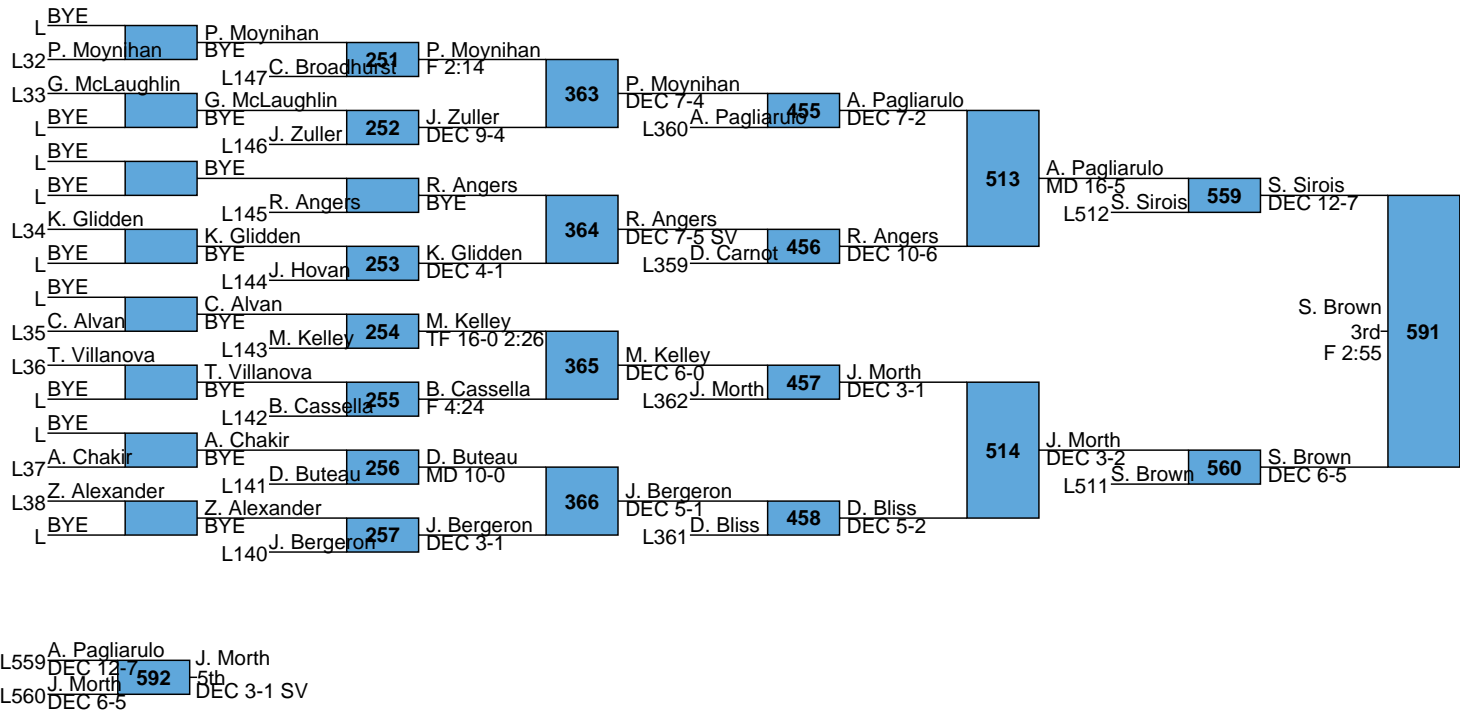 BYE
L
L32 P. Moynihan
P. Moynihan
BYE
L147 C. Broadhurst
251
P. Moynihan
F 2:14
L33 G. McLaughlin
BYE
L
G. McLaughlin
BYE
L146 J. Zuller
252
J. Zuller
DEC 9-4
363
P. Moynihan
DEC 7-4
L360 A. Pagliarulo
455
A. Pagliarulo
DEC 7-2
BYE
L
BYE
L
BYE
L145 R. Angers
R. Angers
BYE
L34 K. Glidden
BYE
L
K. Glidden
BYE
L144 J. Hovan
253
K. Glidden
DEC 4-1
364
R. Angers
DEC 7-5 SV
L359 D. Carnot
456
R. Angers
DEC 10-6
513
A. Pagliarulo
MD 16-5
L512 S. Sirois
559
S. Sirois
DEC 12-7
BYE
L
L35 C. Alvan
C. Alvan
BYE
L143 M. Kelley
254
M. Kelley
TF 16-0 2:26
L36 T. Villanova
BYE
L
T. Villanova
BYE
L142 B. Cassella
255
B. Cassella
F 4:24
365
M. Kelley
DEC 6-0
L362 J. Morth
457
J. Morth
DEC 3-1
BYE
L
L37 A. Chakir
A. Chakir
BYE
L141 D. Buteau
256
D. Buteau
MD 10-0
L38 Z. Alexander
BYE
L
Z. Alexander
BYE
L140 J. Bergeron
257
J. Bergeron
DEC 3-1
366
J. Bergeron
DEC 5-1
L361 D. Bliss
458
D. Bliss
DEC 5-2
514
J. Morth
DEC 3-2
L511 S. Brown
560
S. Brown
DEC 6-5
S. Brown
3rd
F 2:55
591
L559 A. Pagliarulo
DEC 12-7
L560 J. Morth
DEC 6-5
592
J. Morth
5th
DEC 3-1 SV